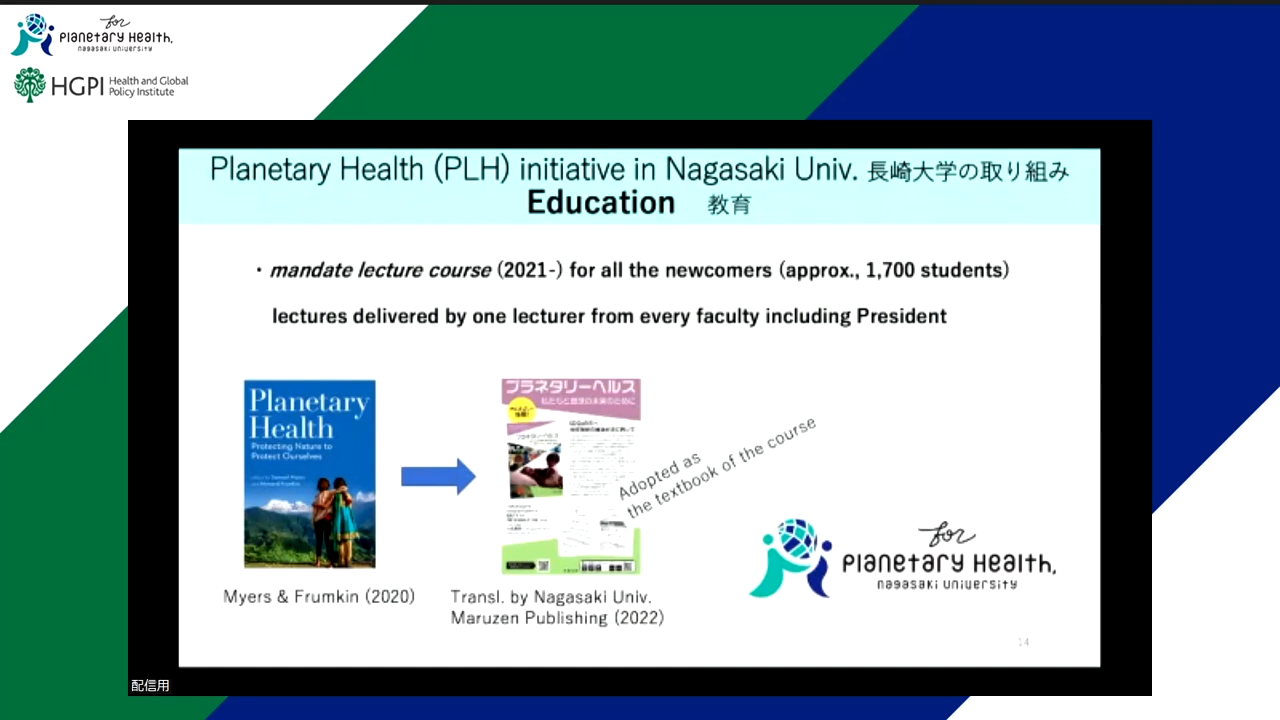 for
Planetary Health,
nagasaki university
HGPI Health and Global Policy Institute
Planetary Health (PLH) initiative in Nagasaki Univ. 長崎大学の取り組み
Education 教育
・mandate lecture course (2021-) for all the newcomers (approx., 1,700 students)
lectures delivered by one lecturer from every faculty including President
Planetary
Health
Protecting Nature to
Protect Ourselves
プラネタリーヘルス
私たちと地球の未来のために
Adopted as
the textbook of the course
for
Planetary Health,
nagasaki university
Myers & Frumkin (2020)
Transl. by Nagasaki Univ.
Maruzen Publishing (2022)
14
配信用